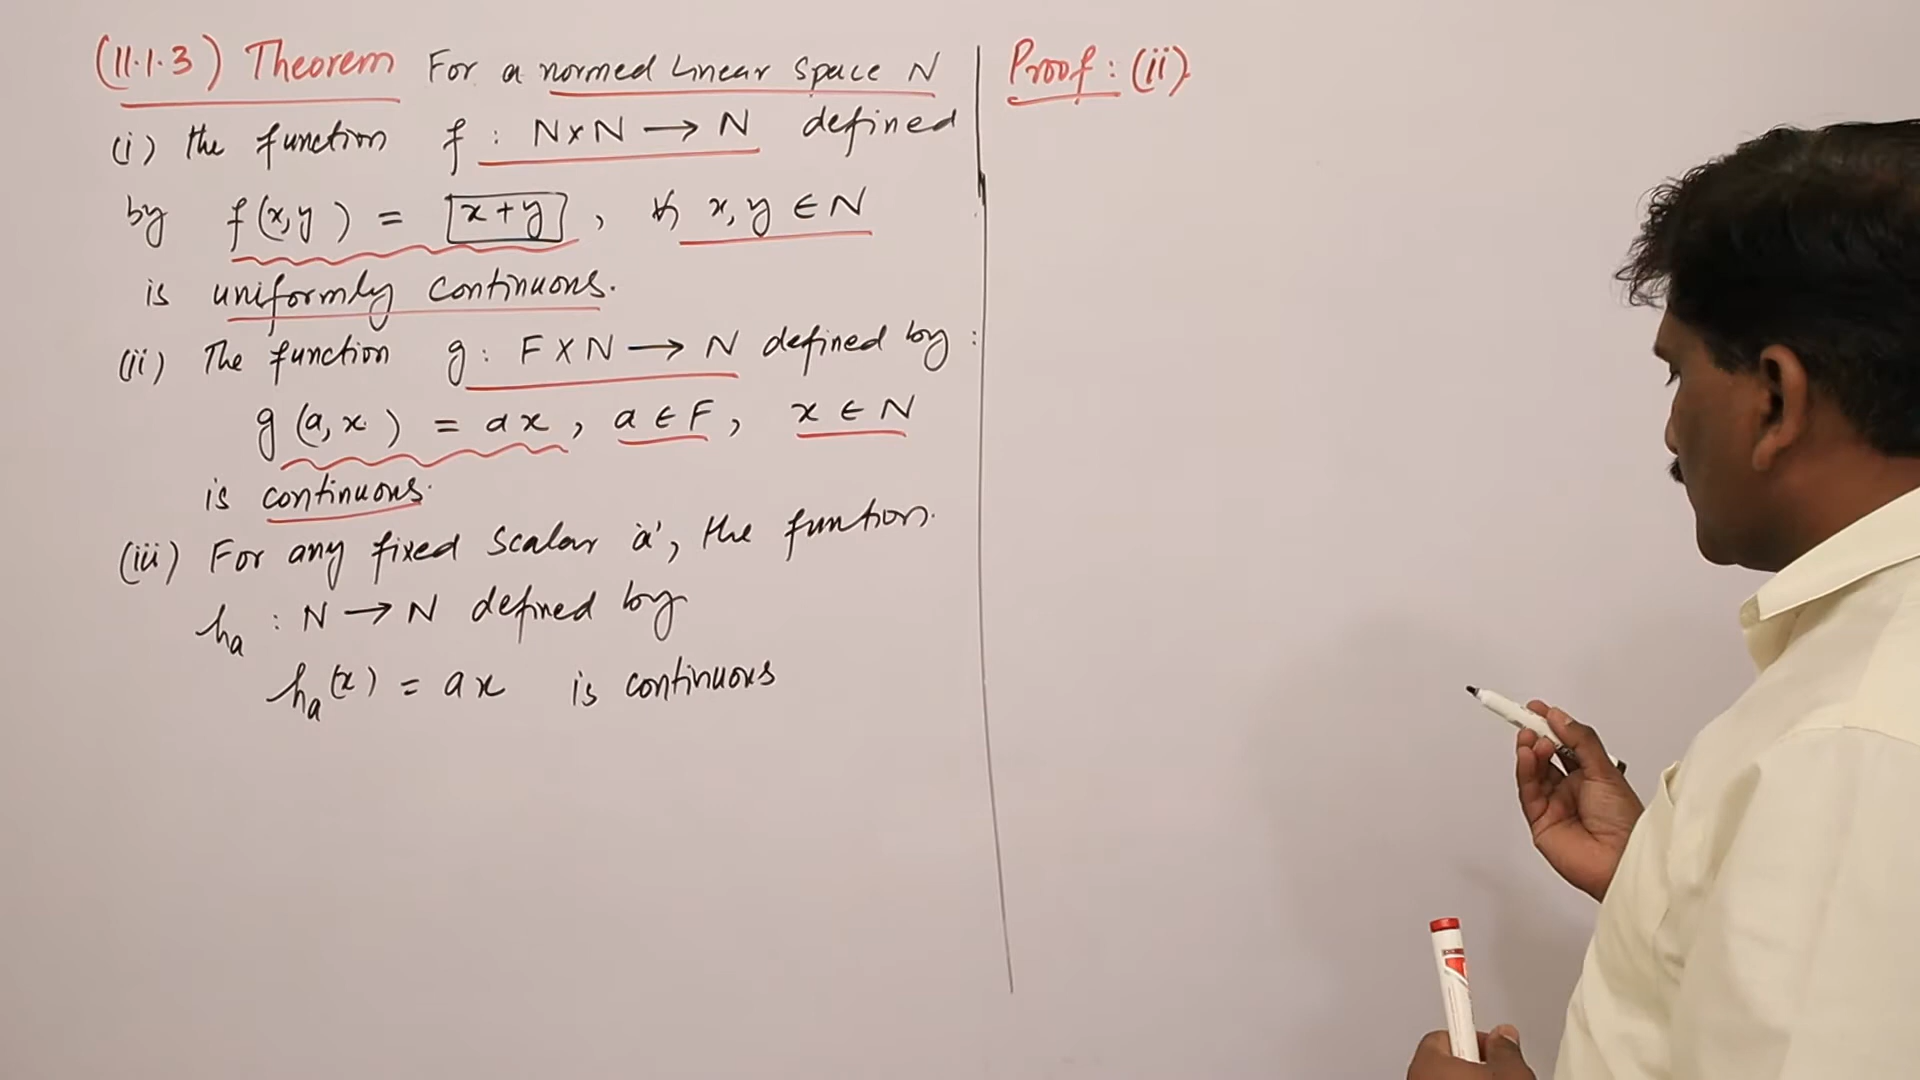 (11.1.3) Theorem For a normed Linear space N
(i) the function f : N×N → N defined
by f(x,y) = x+y, ∀ x,y ∈ N
is uniformly continuous.
(ii) The function g : F×N → N defined by :
g(a,x) = ax, a ∈ F, x ∈ N
is continuous.
(iii) For any fixed scalar 'a', the funtion.
hₐ : N → N defined by
hₐ(x) = ax is continuous
Proof : (ii)